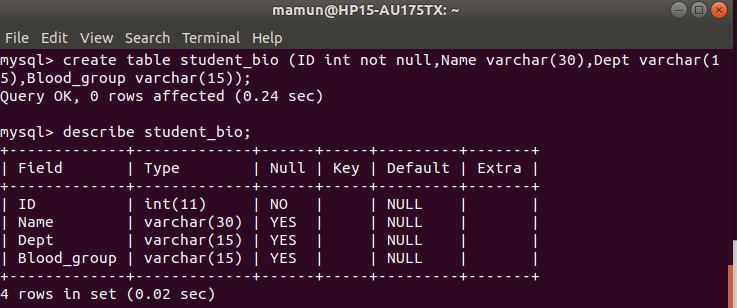 mamun@HP15-AU175TX: ~
File Edit View Search Terminal Help
mysql> create table student_bio (ID int not null,Name varchar(30),Dept varchar(1
5),Blood_group varchar(15));
Query OK, 0 rows affected (0.24 sec)
mysql> describe student_bio;
+-------------+-------------+------+-----+---------+-------+
| Field       | Type        | Null | Key | Default | Extra |
+-------------+-------------+------+-----+---------+-------+
| ID          | int(11)     | NO   |     | NULL    |       |
| Name        | varchar(30) | YES  |     | NULL    |       |
| Dept        | varchar(15) | YES  |     | NULL    |       |
| Blood_group | varchar(15) | YES  |     | NULL    |       |
+-------------+-------------+------+-----+---------+-------+
4 rows in set (0.02 sec)